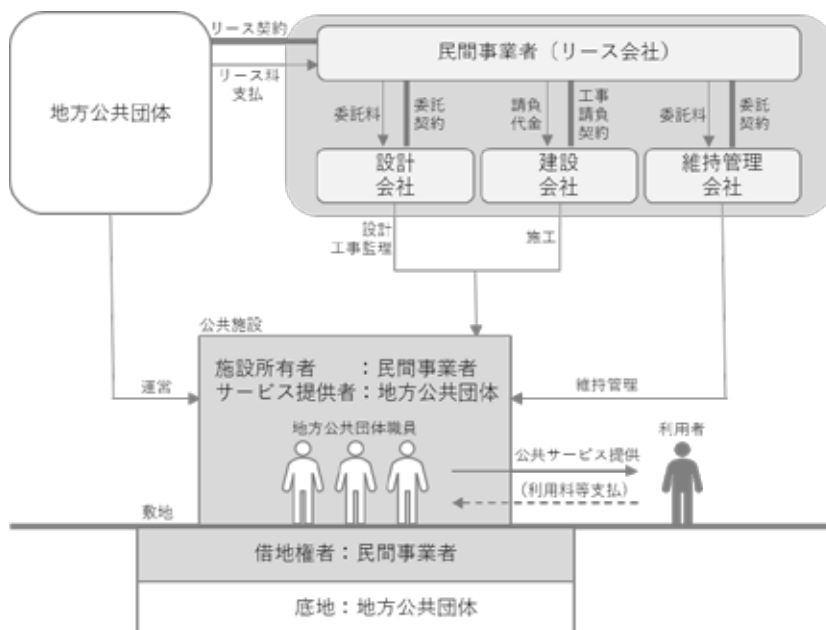 リース契約
リース料
支払
地方公共団体
民間事業者（リース会社）
委託料
委託
契約
請負
代金
工事
請負
契約
委託料
委託
契約
設計
会社
建設
会社
維持管理
会社
設計
工事監理
施工
公共施設
施設所有者　　：民間事業者
サービス提供者：地方公共団体
運営
維持管理
地方公共団体職員
利用者
公共サービス提供
(利用料等支払)
敷地
借地権者：民間事業者
底地：地方公共団体